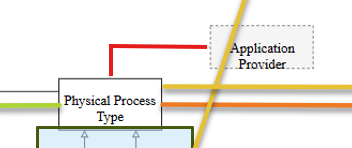 Application
Provider
Physical Process
Type